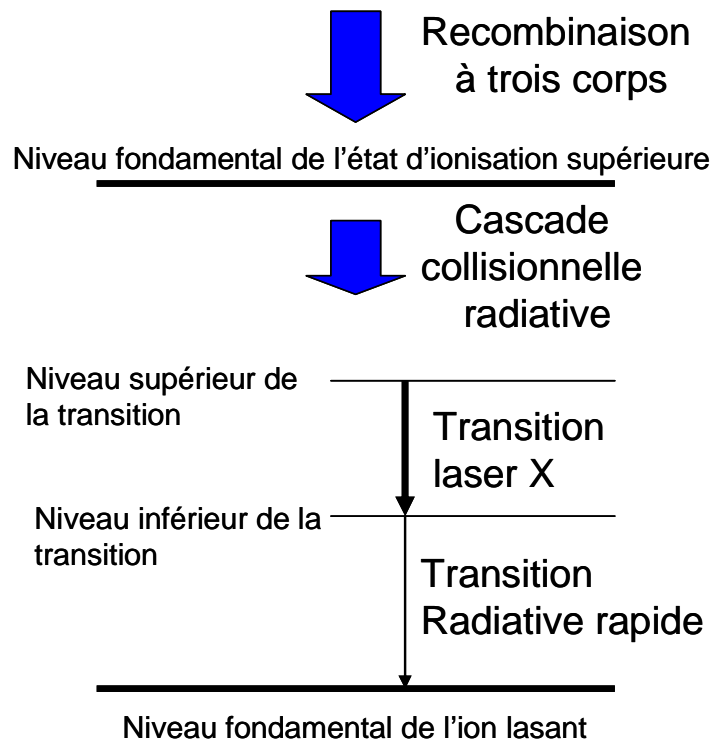 Recombinaison
à trois corps
Niveau fondamental de l'état d'ionisation supérieure
Cascade
collisionnelle
radiative
Niveau supérieur de
la transition
Transition
laser X
Niveau inférieur de la
transition
Transition
Radiative rapide
Niveau fondamental de l'ion lasant